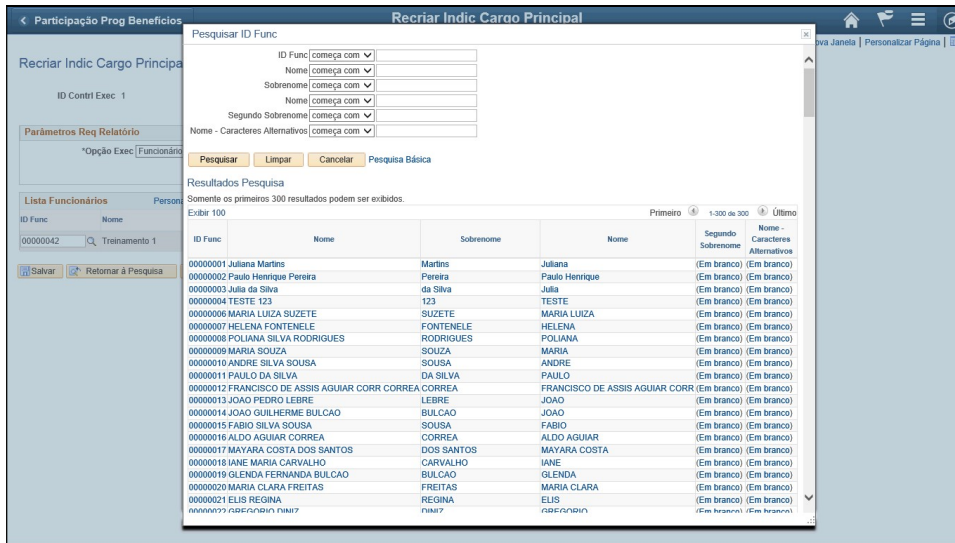 Participação Prog Benefícios
Recriar Indic Cargo Principal
Nova Janela | Personalizar Página |
Recriar Indic Cargo Principa
ID Contrl Exec 1
Parâmetros Req Relatório
*Opção Exec Funcionário
Lista Funcionários Persona
ID Func Nome
00000042 Treinamento 1
Salvar Retornar à Pesquisa
Pesquisar ID Func
ID Func começa com
Nome começa com
Sobrenome começa com
Nome começa com
Segundo Sobrenome começa com
Nome - Caracteres Alternativos começa com
Pesquisar Limpar Cancelar Pesquisa Básica
Resultados Pesquisa
Somente os primeiros 300 resultados podem ser exibidos.
Exibir 100 Primeiro 1-300 de 300 Último
ID Func Nome Sobrenome Nome Segundo Sobrenome Nome - Caracteres Alternativos
00000001 Juliana Martins Martins Juliana (Em branco) (Em branco)
00000002 Paulo Henrique Pereira Pereira Paulo Henrique (Em branco) (Em branco)
00000003 Julia da Silva da Silva Julia (Em branco) (Em branco)
00000004 TESTE 123 123 TESTE (Em branco) (Em branco)
00000006 MARIA LUIZA SUZETE SUZETE MARIA LUIZA (Em branco) (Em branco)
00000007 HELENA FONTENELE FONTENELE HELENA (Em branco) (Em branco)
00000008 POLIANA SILVA RODRIGUES RODRIGUES POLIANA (Em branco) (Em branco)
00000009 MARIA SOUZA SOUZA MARIA (Em branco) (Em branco)
00000010 ANDRE SILVA SOUSA SOUSA ANDRE (Em branco) (Em branco)
00000011 PAULO DA SILVA DA SILVA PAULO (Em branco) (Em branco)
00000012 FRANCISCO DE ASSIS AGUIAR CORR CORREA CORREA FRANCISCO DE ASSIS AGUIAR CORR (Em branco) (Em branco)
00000013 JOAO PEDRO LEBRE LEBRE JOAO (Em branco) (Em branco)
00000014 JOAO GUILHERME BULCAO BULCAO JOAO (Em branco) (Em branco)
00000015 FABIO SILVA SOUSA SOUSA FABIO (Em branco) (Em branco)
00000016 ALDO AGUIAR CORREA CORREA ALDO AGUIAR (Em branco) (Em branco)
00000017 MAYARA COSTA DOS SANTOS DOS SANTOS MAYARA COSTA (Em branco) (Em branco)
00000018 IANE MARIA CARVALHO CARVALHO IANE (Em branco) (Em branco)
00000019 GLENDA FERNANDA BULCAO BULCAO GLENDA (Em branco) (Em branco)
00000020 MARIA CLARA FREITAS FREITAS MARIA CLARA (Em branco) (Em branco)
00000021 ELIS REGINA REGINA ELIS (Em branco) (Em branco)
00000022 GREGORIO DINIZ DINIZ GREGORIO (Em branco) (Em branco)